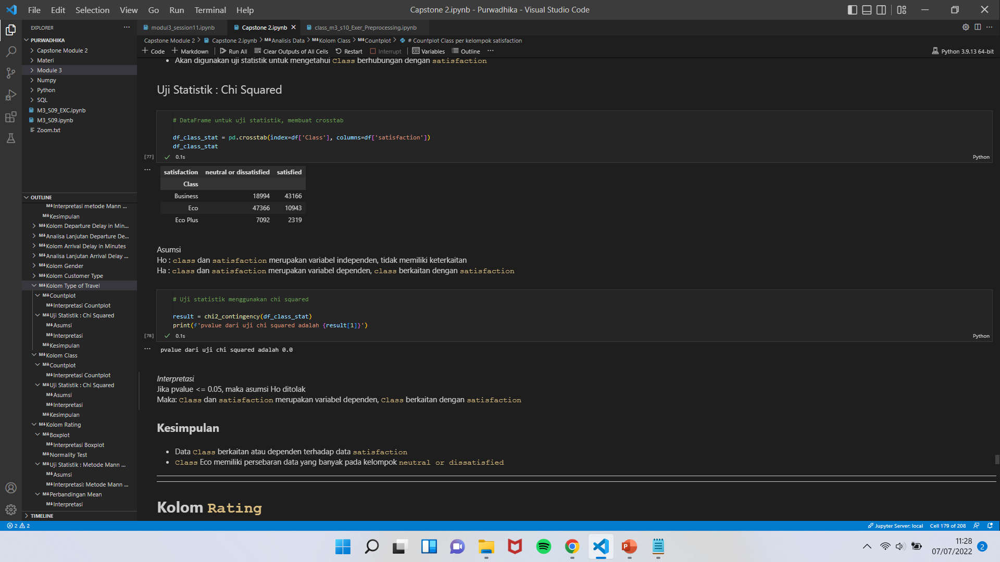 File Edit Selection View Go Run Terminal Help
Capstone 2.ipynb - Purwadhika - Visual Studio Code
EXPLORER
PURWADHIKA
Capstone Module 2
Materi
Module 3
Numpy
Python
SQL
M3_S09_EXC.ipynb
M3_S09.ipynb
Zoom.txt
OUTLINE
M↓Interpretasi metode Mann ...
M↓Kesimpulan
M↓Kolom Departure Delay in Min...
M↓Analisa Lanjutan Departure De...
M↓Kolom Arrival Delay in Minutes
M↓Analisa Lanjutan Arrival Delay ...
M↓Kolom Gender
M↓Kolom Customer Type
M↓Kolom Type of Travel
M↓Countplot
M↓Interpretasi Countplot
M↓Uji Statistik : Chi Squared
M↓Asumsi
M↓Interpretasi
M↓Kesimpulan
M↓Kolom Class
M↓Countplot
M↓Interpretasi Countplot
M↓Uji Statistik : Chi Squared
M↓Asumsi
M↓Interpretasi
M↓Kesimpulan
M↓Kolom Rating
M↓Boxplot
M↓Interpretasi Boxplot
M↓Normality Test
M↓Uji Statistik : Metode Mann ...
M↓Asumsi
M↓Interpretasi: Metode Mann ...
M↓Perbandingan Mean
M↓Interpretasi
TIMELINE
modul3_session11.ipynb Capstone 2.ipynb class_m3_s10_Exer_Preprocessing.ipynb
Capstone Module 2 > Capstone 2.ipynb > M↓Analisis Data > M↓Kolom Class > M↓Countplot > # Countplot Class per kelompok satisfaction
+ Code + Markdown | Run All Clear Outputs of All Cells Restart Interrupt | Variables Outline ...
Python 3.9.13 64-bit
• Akan digunakan uji statistik untuk mengetahui Class berhubungan dengan satisfaction
Uji Statistik : Chi Squared
# DataFrame untuk uji statistik, membuat crosstab
df_class_stat = pd.crosstab(index=df['Class'], columns=df['satisfaction'])
df_class_stat
[77] ✓ 0.1s Python
satisfaction neutral or dissatisfied satisfied
Class
Business 18994 43166
Eco 47366 10943
Eco Plus 7092 2319
Asumsi
Ho : class dan satisfaction merupakan variabel independen, tidak memiliki keterkaitan
Ha : class dan satisfaction merupakan variabel dependen, class berkaitan dengan satisfaction
# Uji statistik menggunakan chi squared
result = chi2_contingency(df_class_stat)
print(f'pvalue dari uji chi squared adalah {result[1]}')
[78] ✓ 0.1s Python
pvalue dari uji chi squared adalah 0.0
Interpretasi
Jika pvalue <= 0.05, maka asumsi Ho ditolak
Maka: Class dan satisfaction merupakan variabel dependen, Class berkaitan dengan satisfaction
Kesimpulan
• Data Class berkaitan atau dependen terhadap data satisfaction
• Class Eco memiliki persebaran data yang banyak pada kelompok neutral or dissatisfied
Kolom Rating
2 2
Jupyter Server: local Cell 179 of 208
11:28
07/07/2022
2